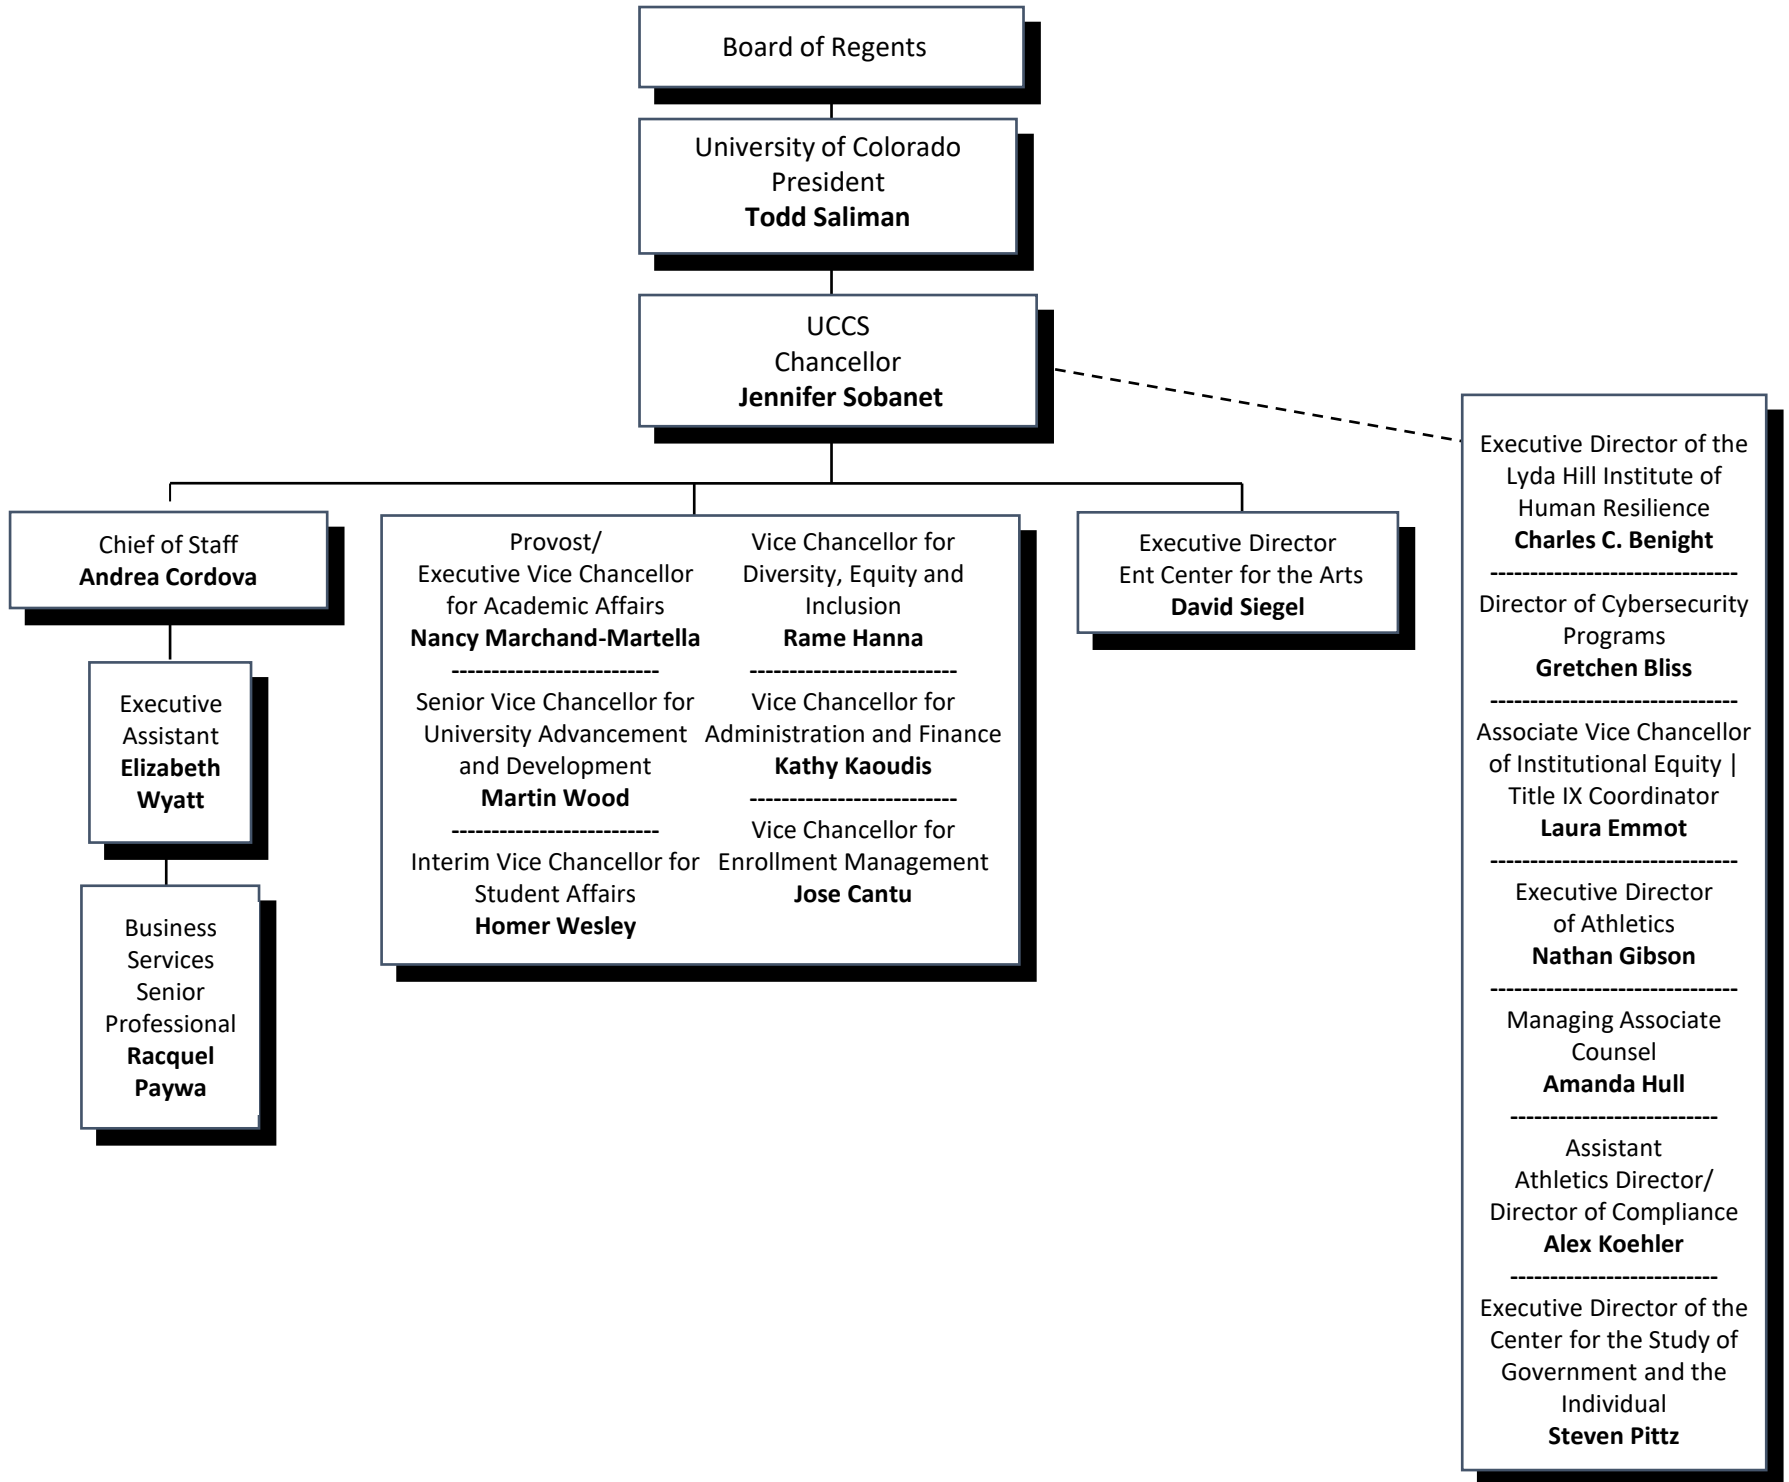 Board of Regents
University of Colorado
President
Todd Saliman
UCCS
Chancellor
Jennifer Sobanet
Chief of Staff
Andrea Cordova
Executive
Assistant
Elizabeth
Wyatt
Business
Services
Senior
Professional
Racquel
Paywa
Provost/
Executive Vice Chancellor
for Academic Affairs
Nancy Marchand-Martella
--------------------------
Senior Vice Chancellor for
University Advancement
and Development
Martin Wood
--------------------------
Interim Vice Chancellor for
Student Affairs
Homer Wesley
Vice Chancellor for
Diversity, Equity and
Inclusion
Rame Hanna
--------------------------
Vice Chancellor for
Administration and Finance
Kathy Kaoudis
--------------------------
Vice Chancellor for
Enrollment Management
Jose Cantu
Executive Director
Ent Center for the Arts
David Siegel
Executive Director of the
Lyda Hill Institute of
Human Resilience
Charles C. Benight
-------------------------------
Director of Cybersecurity
Programs
Gretchen Bliss
-------------------------------
Associate Vice Chancellor
of Institutional Equity |
Title IX Coordinator
Laura Emmot
-------------------------------
Executive Director
of Athletics
Nathan Gibson
-------------------------------
Managing Associate
Counsel
Amanda Hull
--------------------------
Assistant
Athletics Director/
Director of Compliance
Alex Koehler
--------------------------
Executive Director of the
Center for the Study of
Government and the
Individual
Steven Pittz